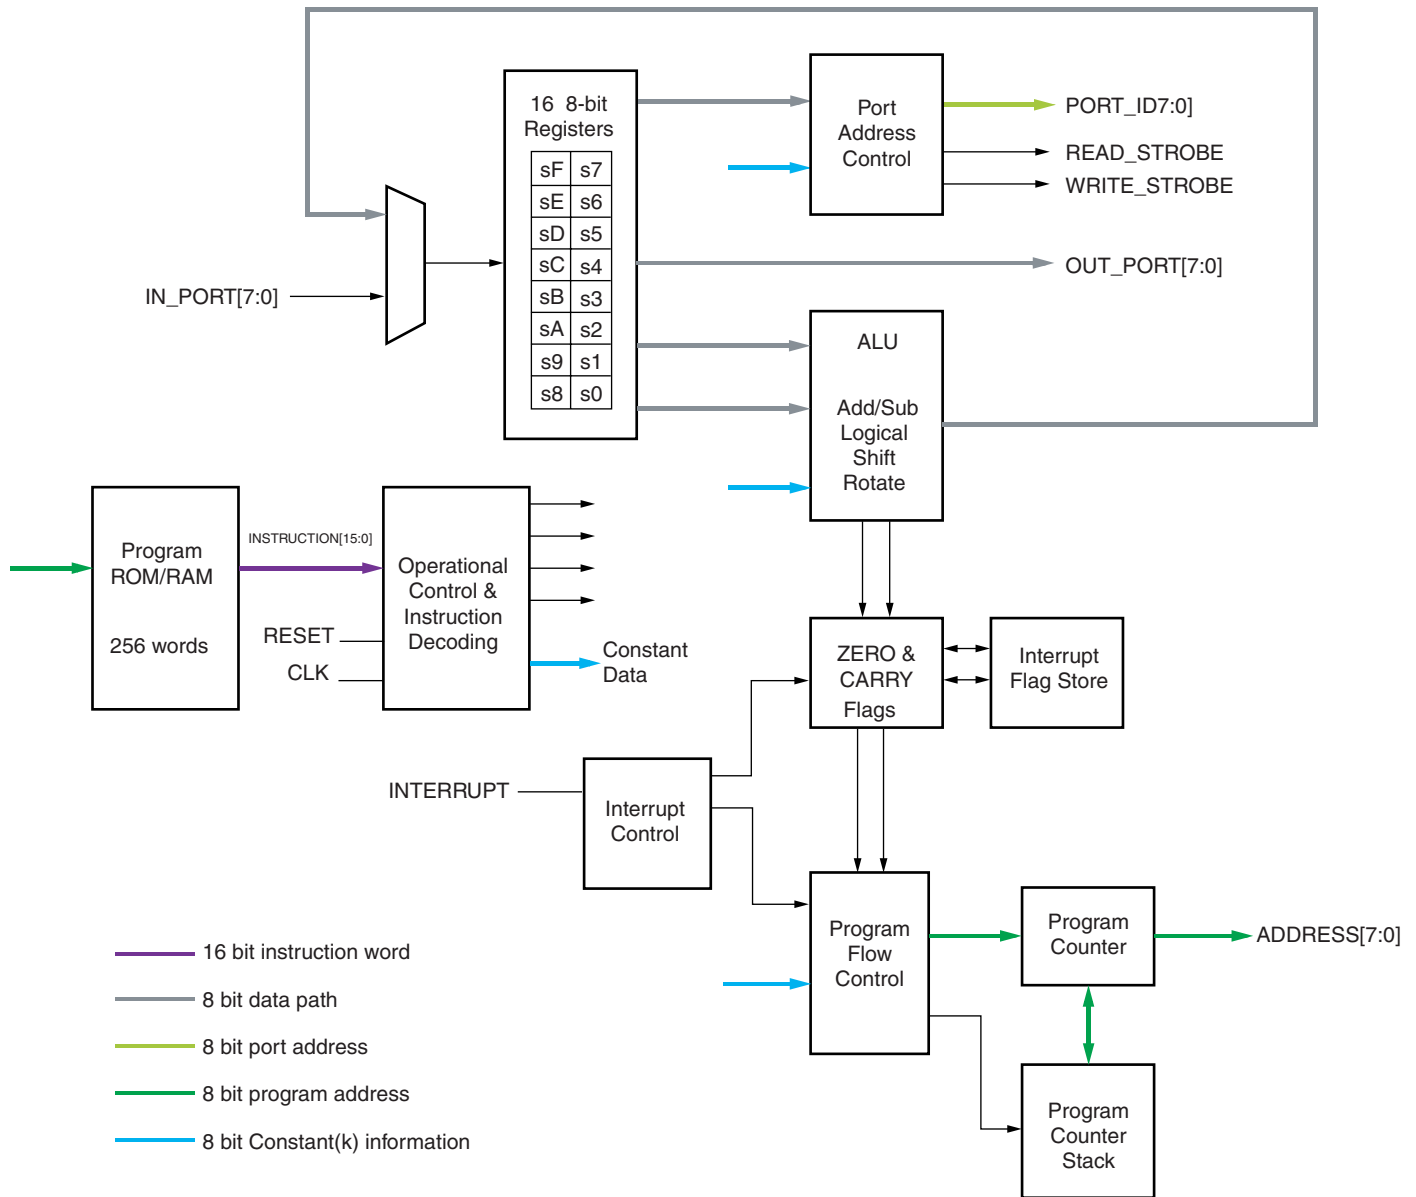 16 8-bit
Registers
sF s7
sE s6
sD s5
sC s4
sB s3
sA s2
s9 s1
s8 s0
Port
Address
Control
PORT_ID7:0]
READ_STROBE
WRITE_STROBE
OUT_PORT[7:0]
IN_PORT[7:0]
ALU
Add/Sub
Logical
Shift
Rotate
Program
ROM/RAM
256 words
INSTRUCTION[15:0]
RESET
CLK
Operational
Control &
Instruction
Decoding
Constant
Data
ZERO &
CARRY
Flags
Interrupt
Flag Store
INTERRUPT
Interrupt
Control
Program
Flow
Control
Program
Counter
ADDRESS[7:0]
Program
Counter
Stack
16 bit instruction word
8 bit data path
8 bit port address
8 bit program address
8 bit Constant(k) information